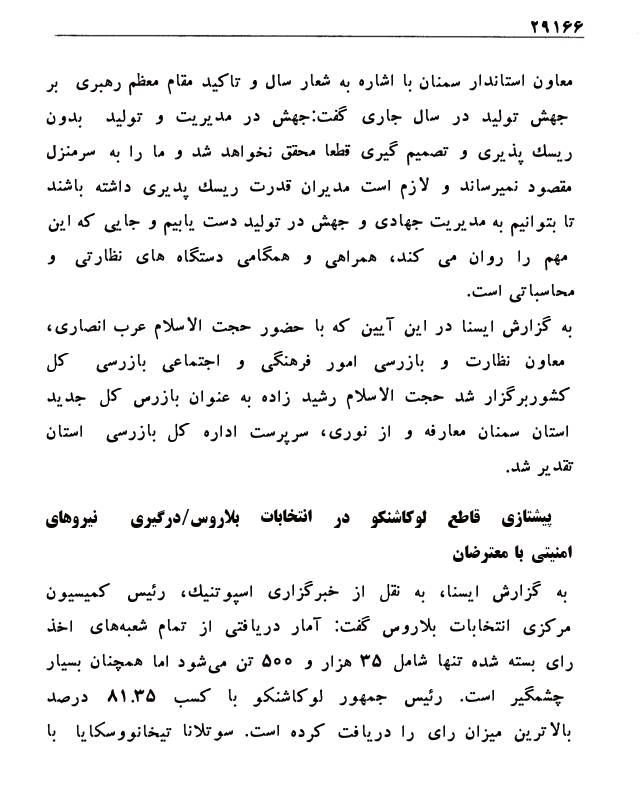 ۲۹۱۶۶
معاون استاندار سمنان با اشاره به شعار سال و تاکید مقام معظم رهبری بر
جهش تولید در سال جاری گفت:جهش در مدیریت و تولید بدون
ریسك پذیری و تصمیم گیری قطعا محقق نخواهد شد و ما را به سرمنزل
مقصود نمیرساند و لازم است مدیران قدرت ریسك پدیری داشته باشند
تا بتوانیم به مدیریت جهادی و جهش در تولید دست یابیم و جایی که این
مهم را روان می کند، همراهی و همگامی دستگاه های نظارتی و
محاسباتی است.
به گزارش ایسنا در این آیین که با حضور حجت الاسلام عرب انصاری،
معاون نظارت و بازرسی امور فرهنگی و اجتماعی بازرسی کل
کشوربرگزار شد حجت الاسلام رشید زاده به عنوان بازرس کل جدید
استان سمنان معارفه و از نوری، سرپرست اداره کل بازرسی استان
تقدیر شد.
پیشتازی قاطع لوکاشنکو در انتخابات بلاروس/درگیری نیروهای
امنیتی با معترضان
به گزارش ایسنا، به نقل از خبرگزاری اسپوتنیك، رئیس کمیسیون
مرکزی انتخابات بلاروس گفت: آمار دریافتی از تمام شعبه‌های اخذ
رای بسته شده تنها شامل ۳۵ هزار و ۵۰۰ تن می‌شود اما همچنان بسیار
چشمگیر است. رئیس جمهور لوکاشنکو با کسب ۸۱.۳۵ درصد
بالاترین میزان رای را دریافت کرده است. سوتلانا تیخانووسکایا با